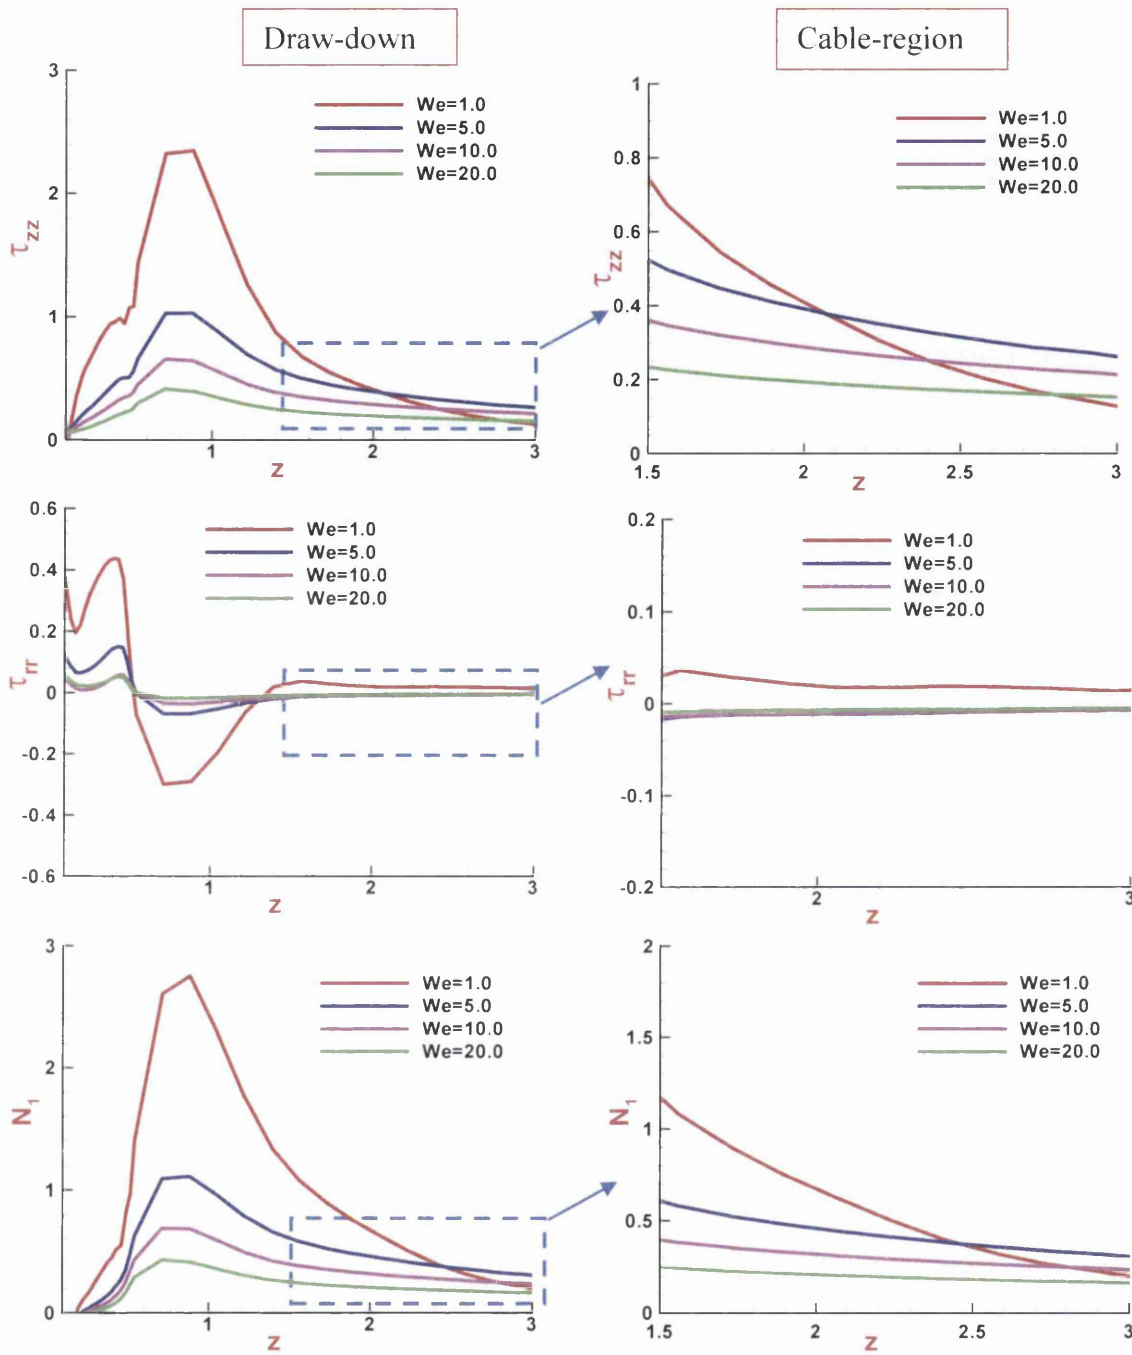 Draw-down
Cable-region
3
2
1
0
τzz
We=1.0
We=5.0
We=10.0
We=20.0
1
2
3
z
1
0.8
0.6
0.4
0.2
0
τzz
We=1.0
We=5.0
We=10.0
We=20.0
1.5
2
2.5
3
z
0.6
0.4
0.2
0
-0.2
-0.4
-0.6
τrr
We=1.0
We=5.0
We=10.0
We=20.0
1
2
3
z
0.2
0.1
0
-0.1
-0.2
τrr
We=1.0
We=5.0
We=10.0
We=20.0
2
3
z
3
2
1
0
N1
We=1.0
We=5.0
We=10.0
We=20.0
1
2
3
z
2
1.5
1
0.5
0
N1
We=1.0
We=5.0
We=10.0
We=20.0
1.5
2
2.5
3
z